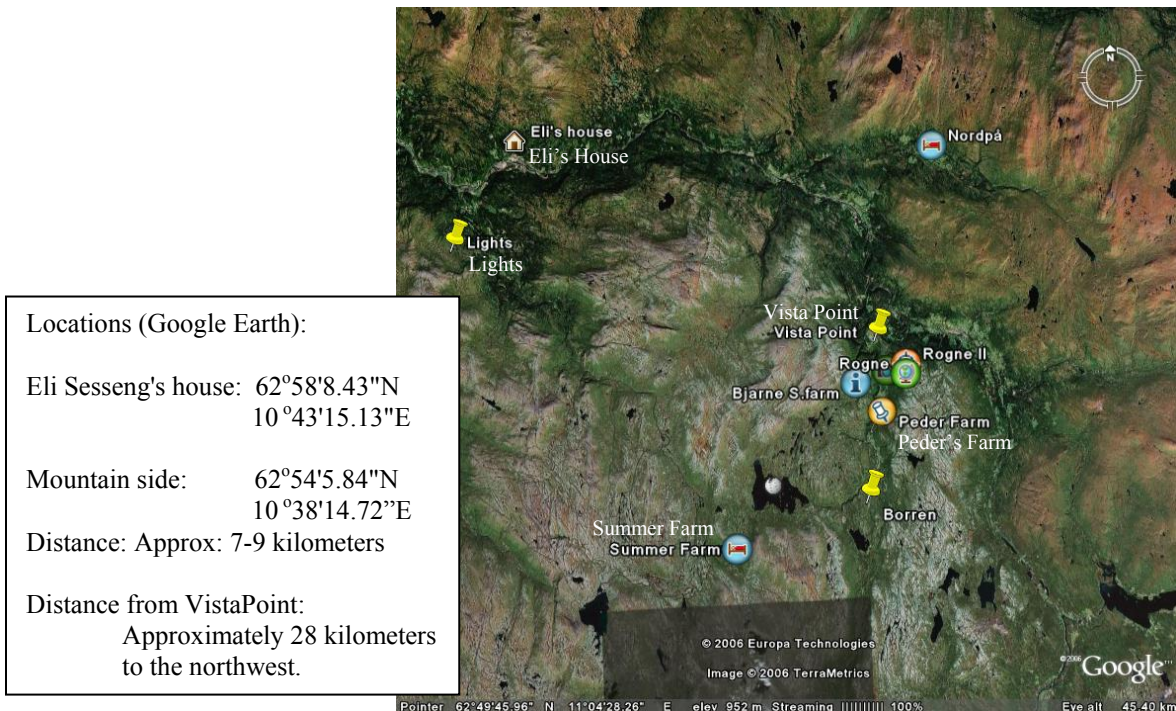 N
Eli's house
Eli's House
Nordpå
Lights
Lights
Locations (Google Earth):
Eli Sesseng's house: 62°58'8.43"N
10°43'15.13"E
Mountain side: 62°54'5.84"N
10°38'14.72”E
Distance: Approx: 7-9 kilometers
Distance from VistaPoint:
Approximately 28 kilometers
to the northwest.
Vista Point
Vista Point
Rogne II
Rogne
Bjarne S.farm
Peder Farm
Peder's Farm
Borren
Summer Farm
Summer Farm
© 2006 Europa Technologies
Image © 2006 TerraMetrics
©2006 Google™
Pointer 62°49'45.96" N 11°04'28.26" E elev 952 m Streaming |||||||||| 100% Eye alt 45.40 km